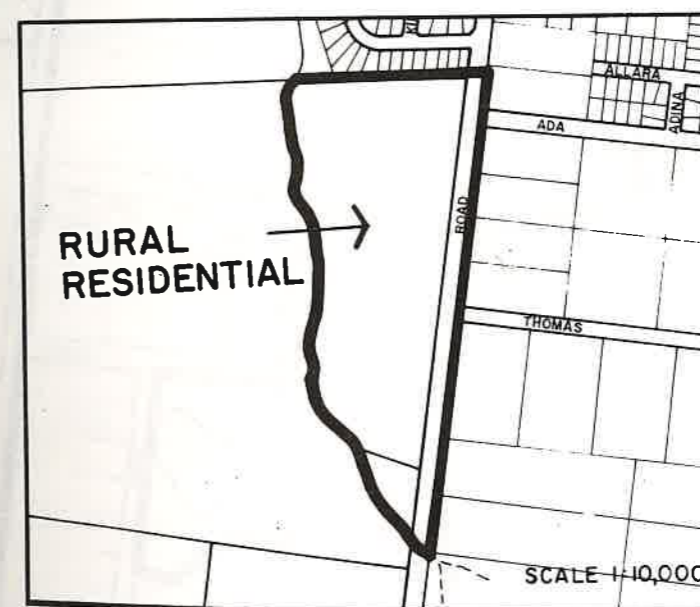 ALLARA
ADINA
ADA
ROAD
RURAL
RESIDENTIAL
THOMAS
SCALE 1:10,000